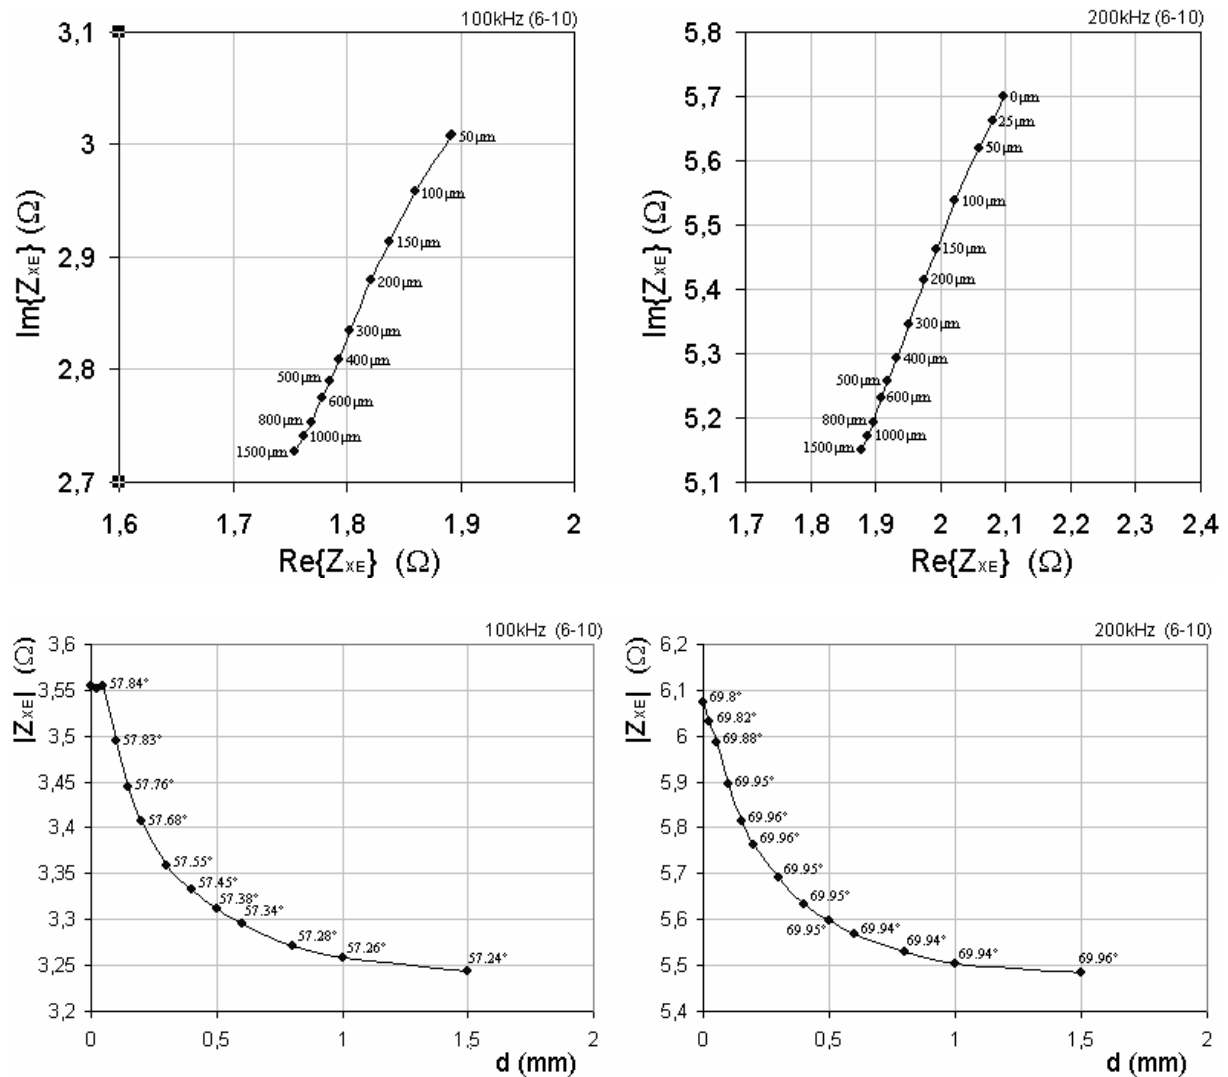 100kHz (6-10)
3,1
3
2,9
2,8
2,7
Im{Z_XE} (Ω)
50μm
100μm
150μm
200μm
300μm
400μm
500μm
600μm
800μm
1000μm
1500μm
1,6 1,7 1,8 1,9 2
Re{Z_XE} (Ω)
200kHz (6-10)
5,8
5,7
5,6
5,5
5,4
5,3
5,2
5,1
Im{Z_XE} (Ω)
0μm
25μm
50μm
100μm
150μm
200μm
300μm
400μm
500μm
600μm
800μm
1000μm
1500μm
1,7 1,8 1,9 2 2,1 2,2 2,3 2,4
Re{Z_XE} (Ω)
100kHz (6-10)
3,6
3,55
3,5
3,45
3,4
3,35
3,3
3,25
3,2
|Z_XE| (Ω)
57.84°
57.83°
57.76°
57.68°
57.55°
57.45°
57.38°
57.34°
57.28°
57.26°
57.24°
0 0,5 1 1,5 2
d (mm)
200kHz (6-10)
6,2
6,1
6
5,9
5,8
5,7
5,6
5,5
5,4
|Z_XE| (Ω)
69.8°
69.82°
69.88°
69.95°
69.96°
69.96°
69.95°
69.95°
69.95°
69.94°
69.94°
69.94°
69.96°
0 0,5 1 1,5 2
d (mm)